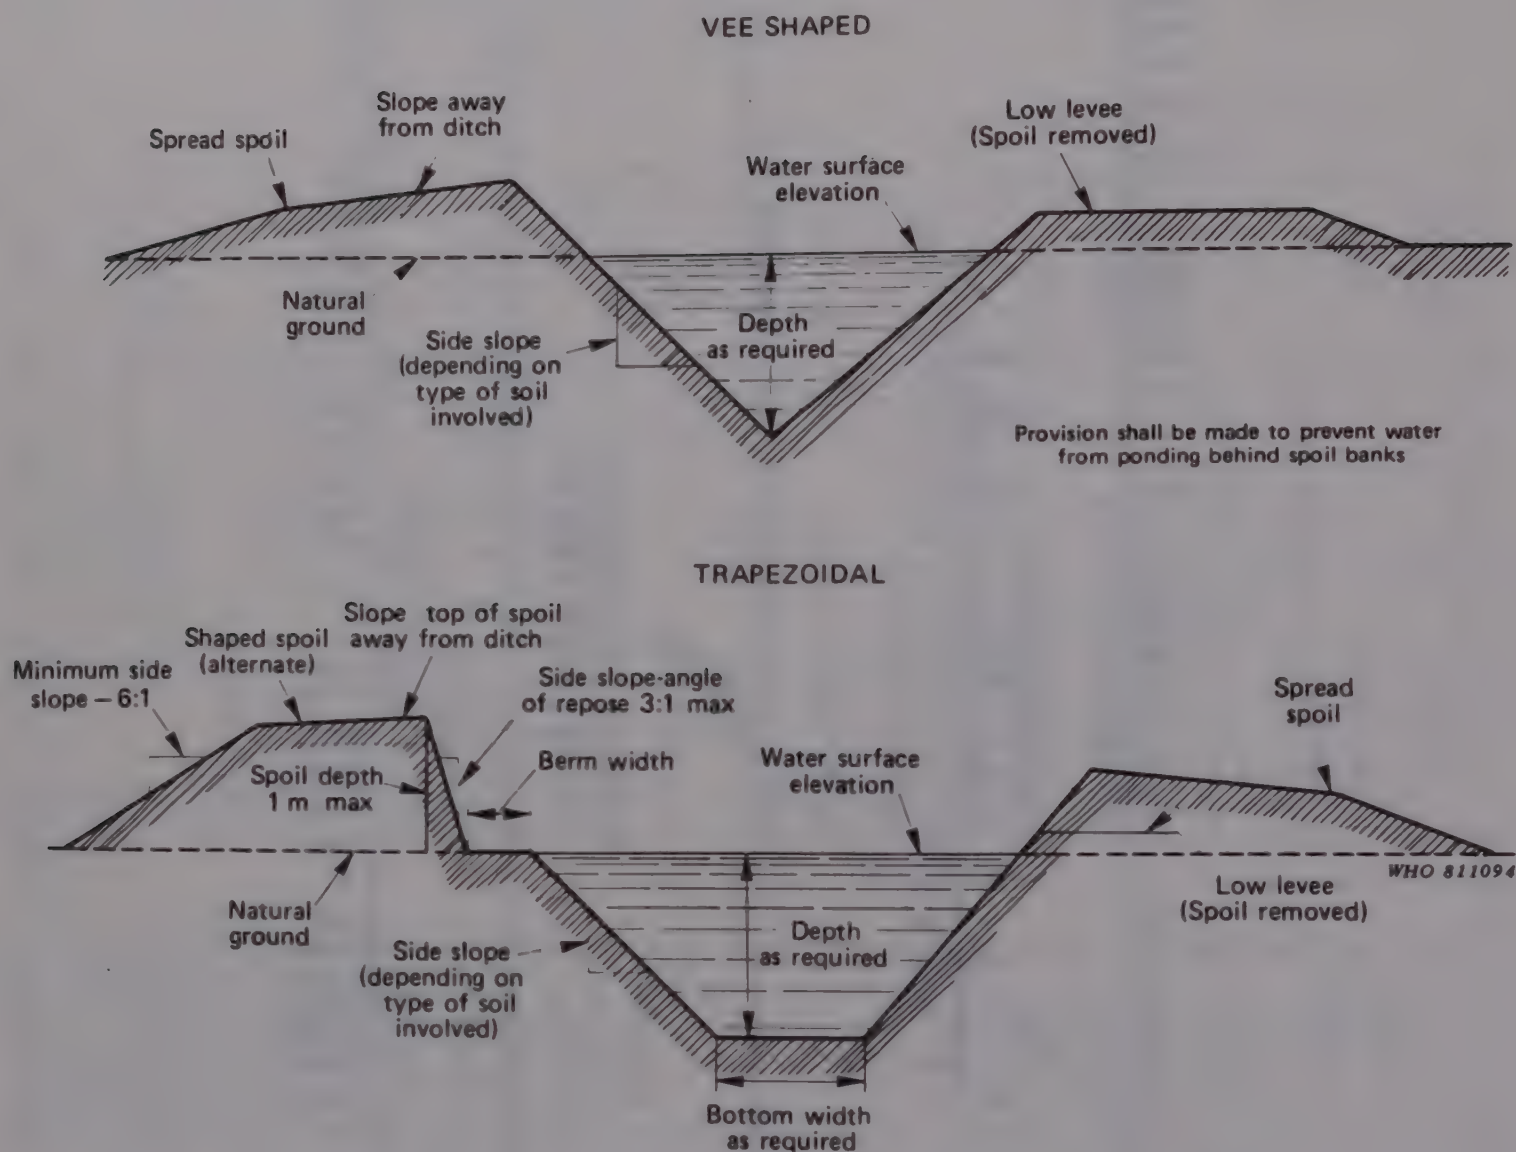 VEE SHAPED
Slope away
from ditch
Spread spoil
Low levee
(Spoil removed)
Water surface
elevation
Natural
ground
Side slope
(depending on
type of soil
involved)
Depth
as required
Provision shall be made to prevent water
from ponding behind spoil banks
TRAPEZOIDAL
Slope top of spoil
away from ditch
Shaped spoil
(alternate)
Minimum side
slope – 6:1
Side slope-angle
of repose 3:1 max
Spread
spoil
Berm width
Water surface
elevation
Spoil depth
1 m max
WHO 811094
Low levee
(Spoil removed)
Natural
ground
Side slope
(depending on
type of soil
involved)
Depth
as required
Bottom width
as required